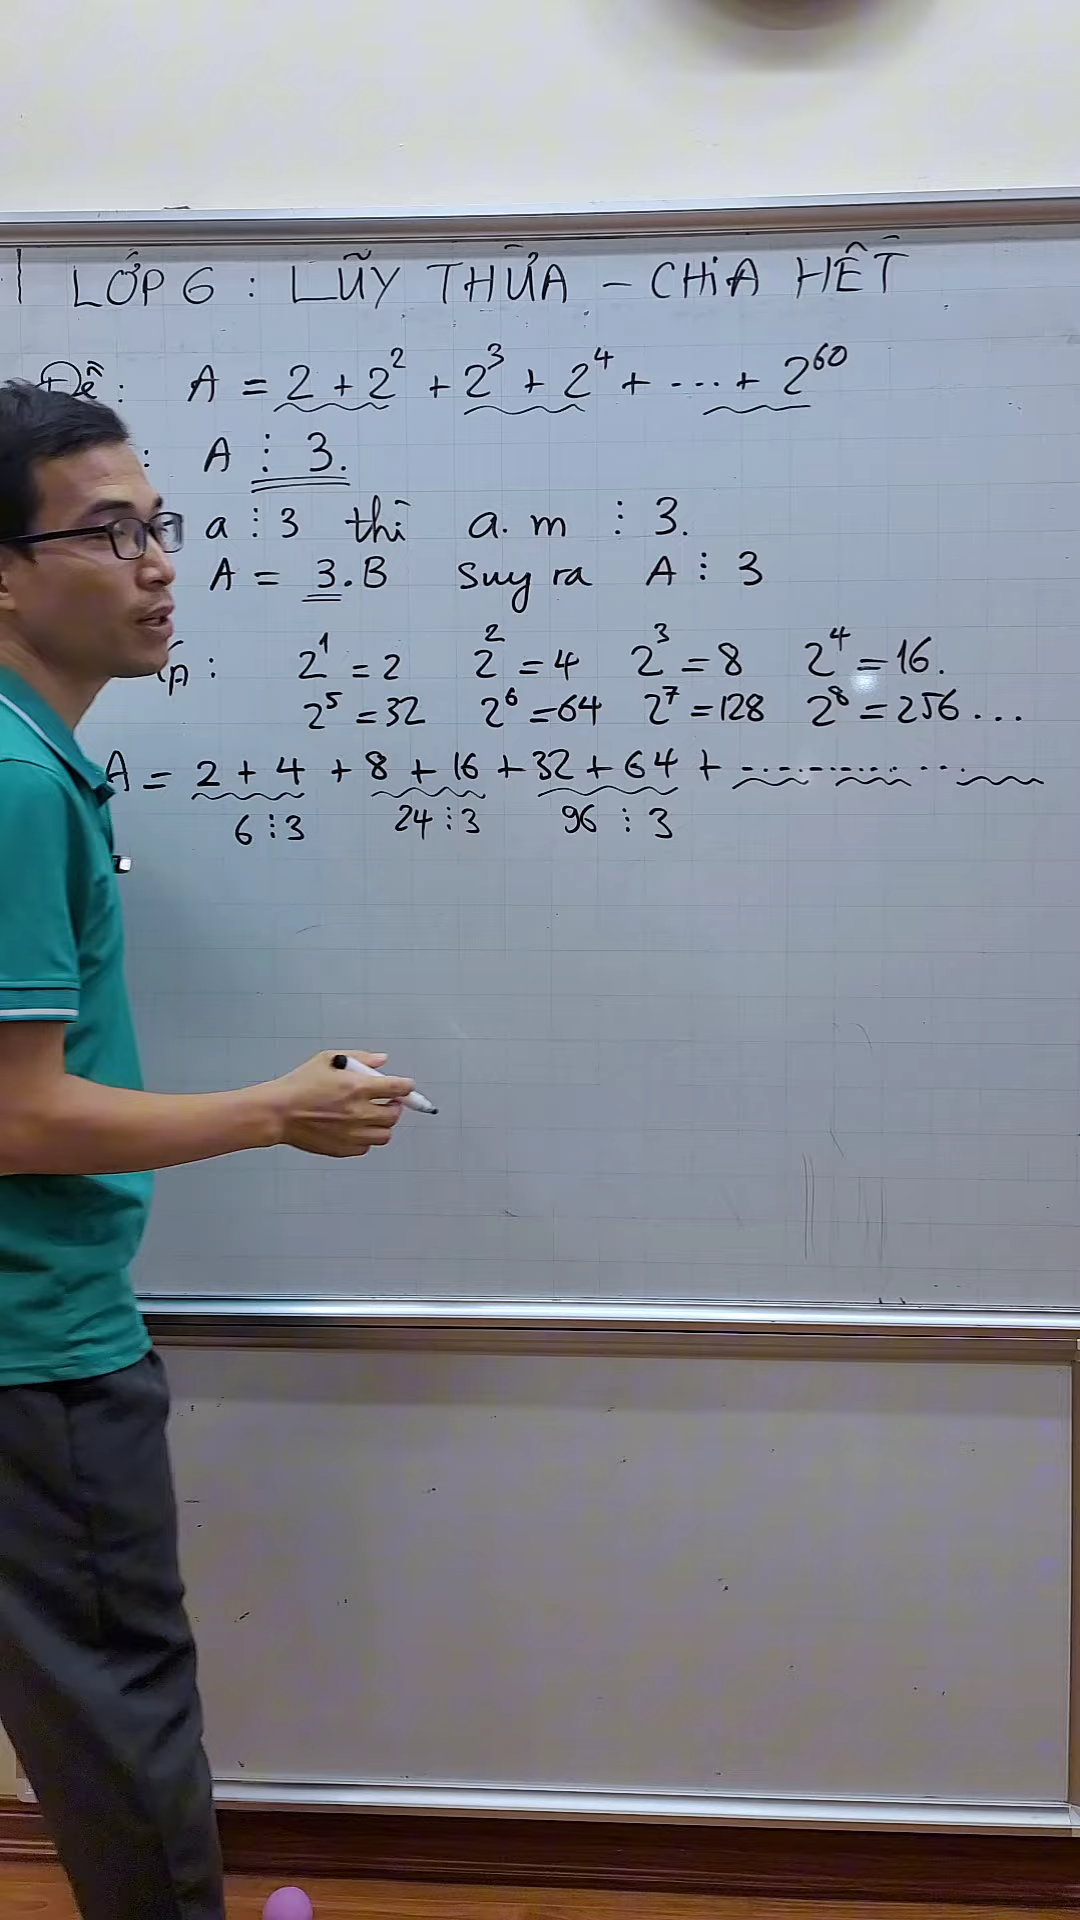 LỚP 6 : LŨY THỪA – CHIA HẾT
Đề : A = 2 + 2² + 2³ + 2⁴ + ... + 2⁶⁰
: A ⋮ 3.
a ⋮ 3 thì a. m ⋮ 3.
A = 3.B Suy ra A ⋮ 3
: 2¹ = 2 2² = 4 2³ = 8 2⁴ = 16.
2⁵ = 32 2⁶ = 64 2⁷ = 128 2⁸ = 256 ...
A = 2 + 4 + 8 + 16 + 32 + 64 + ...............
6 ⋮ 3 24 ⋮ 3 96 ⋮ 3